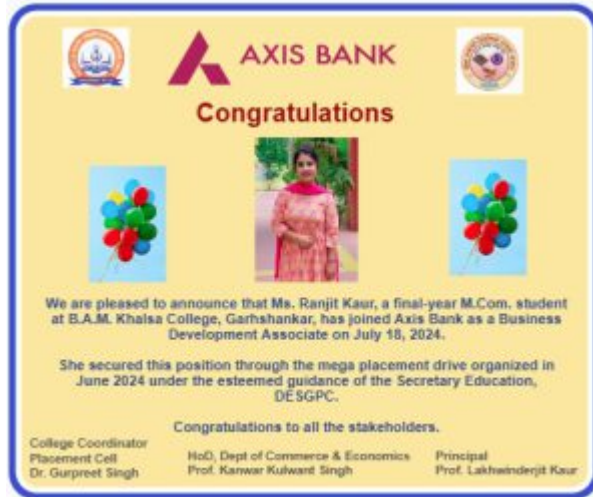 AXIS BANK
Congratulations
We are pleased to announce that Ms. Ranjit Kaur, a final-year M.Com. student
at B.A.M. Khalsa College, Garhshankar, has joined Axis Bank as a Business
Development Associate on July 18, 2024.
She secured this position through the mega placement drive organized in
June 2024 under the esteemed guidance of the Secretary Education,
DESGPC.
Congratulations to all the stakeholders.
College Coordinator
Placement Cell
Dr. Gurpreet Singh
HoD, Dept of Commerce & Economics
Prof. Kanwar Kulwant Singh
Principal
Prof. Lakhwinderjit Kaur